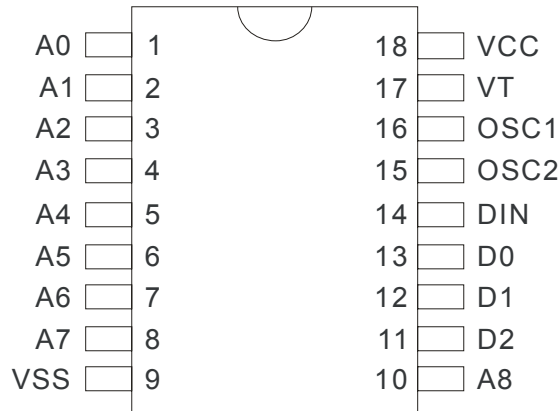 A0 1 18 VCC
A1 2 17 VT
A2 3 16 OSC1
A3 4 15 OSC2
A4 5 14 DIN
A5 6 13 D0
A6 7 12 D1
A7 8 11 D2
VSS 9 10 A8